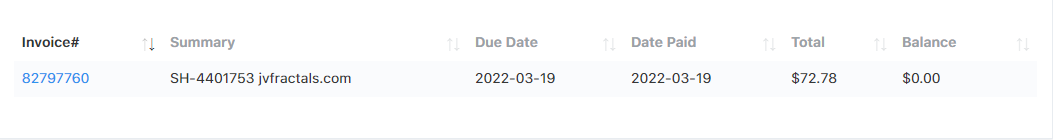 Invoice# Summary Due Date Date Paid Total Balance
82797760 SH-4401753 jvfractals.com 2022-03-19 2022-03-19 $72.78 $0.00